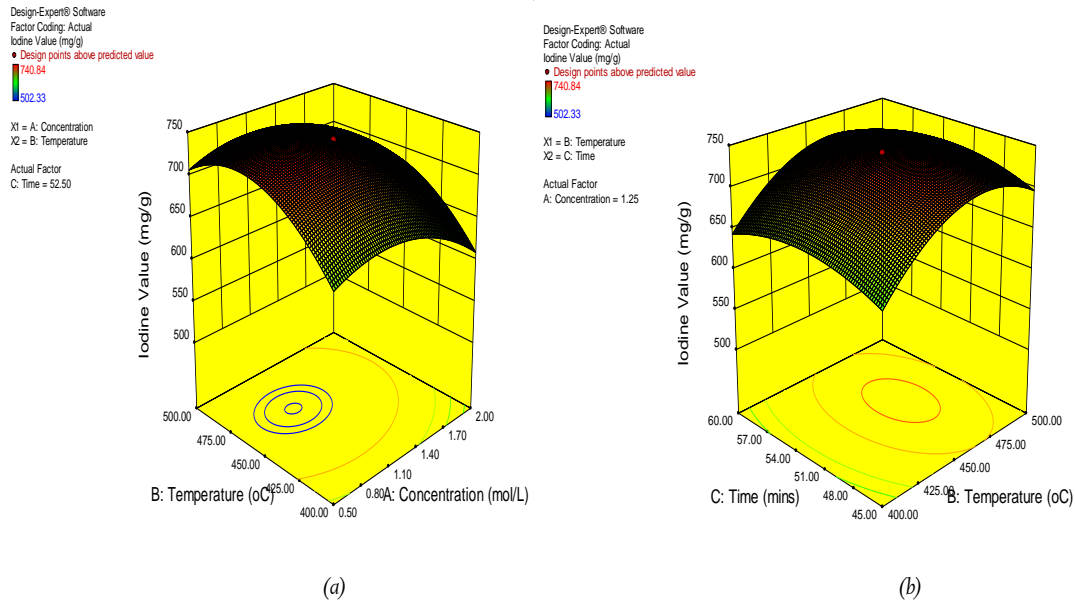 Design-Expert® Software
Factor Coding: Actual
Iodine Value (mg/g)
Design points above predicted value
740.84
502.33
X1 = A: Concentration
X2 = B: Temperature
Actual Factor
C: Time = 52.50
750
700
650
600
550
500
Iodine Value (mg/g)
500.00
475.00
450.00
425.00
400.00
B: Temperature (oC)
2.00
1.70
1.40
1.10
0.80
0.50
A: Concentration (mol/L)
(a)
Design-Expert® Software
Factor Coding: Actual
Iodine Value (mg/g)
Design points above predicted value
740.84
502.33
X1 = B: Temperature
X2 = C: Time
Actual Factor
A: Concentration = 1.25
750
700
650
600
550
500
Iodine Value (mg/g)
60.00
57.00
54.00
51.00
48.00
45.00
C: Time (mins)
500.00
475.00
450.00
425.00
400.00
B: Temperature (oC)
(b)